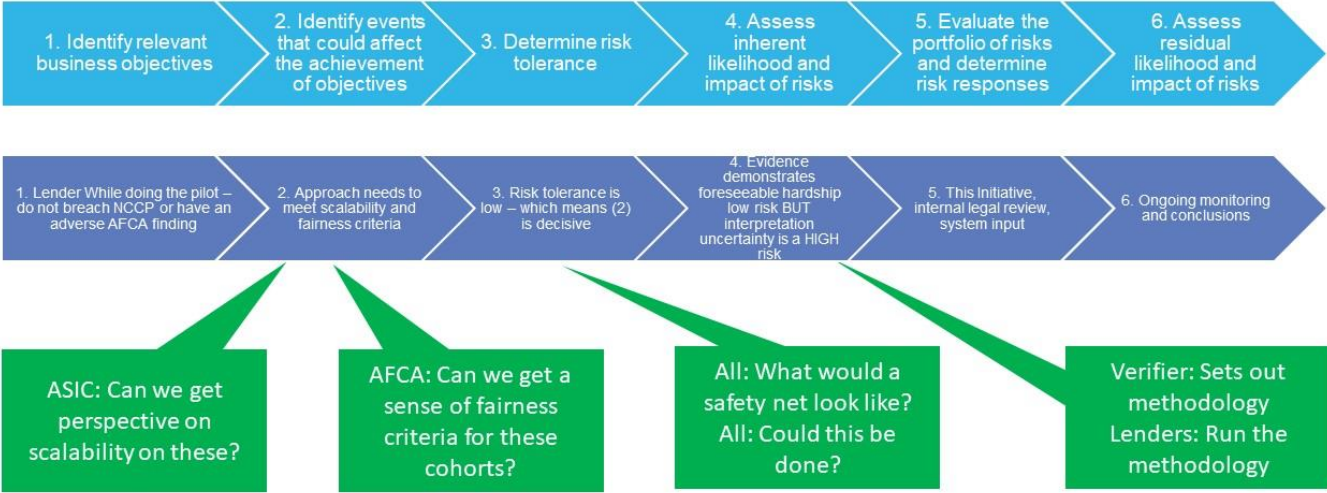 1. Identify relevant
business objectives
2. Identify events
that could affect
the achievement
of objectives
3. Determine risk
tolerance
4. Assess
inherent
likelihood and
impact of risks
5. Evaluate the
portfolio of risks
and determine
risk responses
6. Assess
residual
likelihood and
impact of risks
1. Lender While doing the pilot –
do not breach NCCP or have an
adverse AFCA finding
2. Approach needs to
meet scalability and
fairness criteria
3. Risk tolerance is
low – which means (2)
is decisive
4. Evidence
demonstrates
foreseeable hardship
low risk BUT
interpretation
uncertainty is a HIGH
risk
5. This Initiative,
internal legal review,
system input
6. Ongoing monitoring
and conclusions
ASIC: Can we get
perspective on
scalability on these?
AFCA: Can we get a
sense of fairness
criteria for these
cohorts?
All: What would a
safety net look like?
All: Could this be
done?
Verifier: Sets out
methodology
Lenders: Run the
methodology